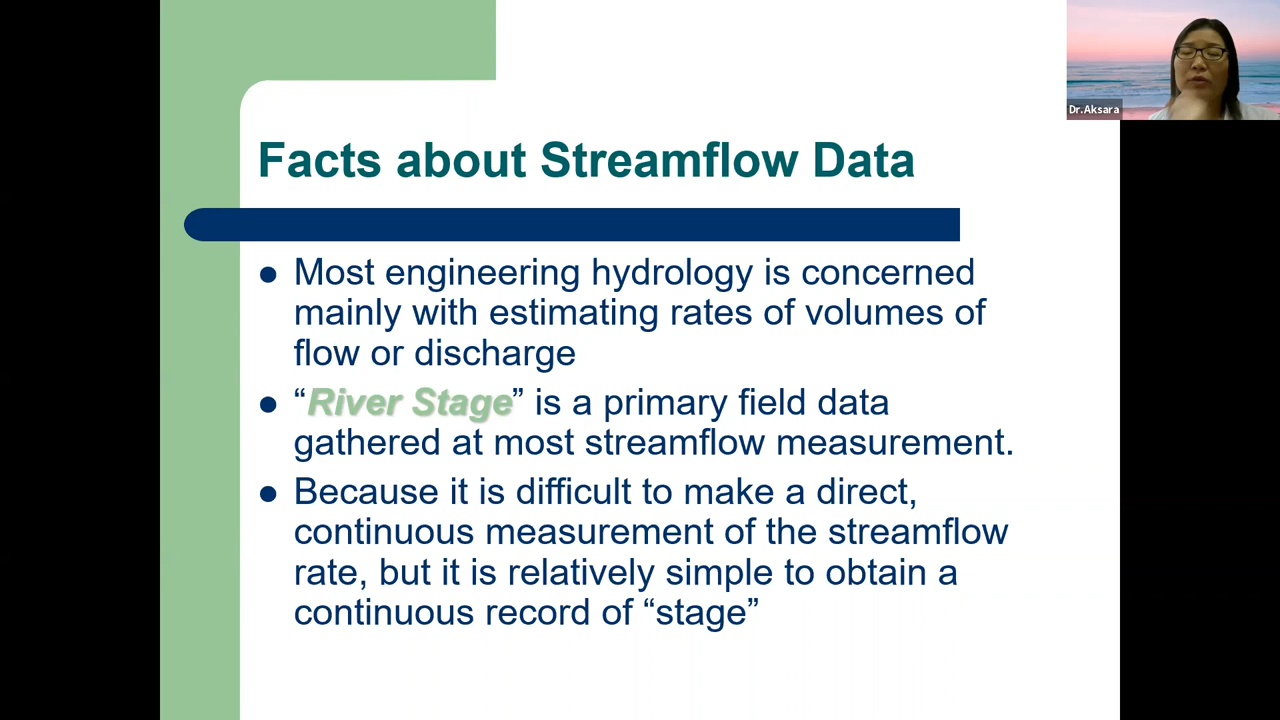 Dr.Aksara
Facts about Streamflow Data
● Most engineering hydrology is concerned
mainly with estimating rates of volumes of
flow or discharge
● “River Stage” is a primary field data
gathered at most streamflow measurement.
● Because it is difficult to make a direct,
continuous measurement of the streamflow
rate, but it is relatively simple to obtain a
continuous record of “stage”